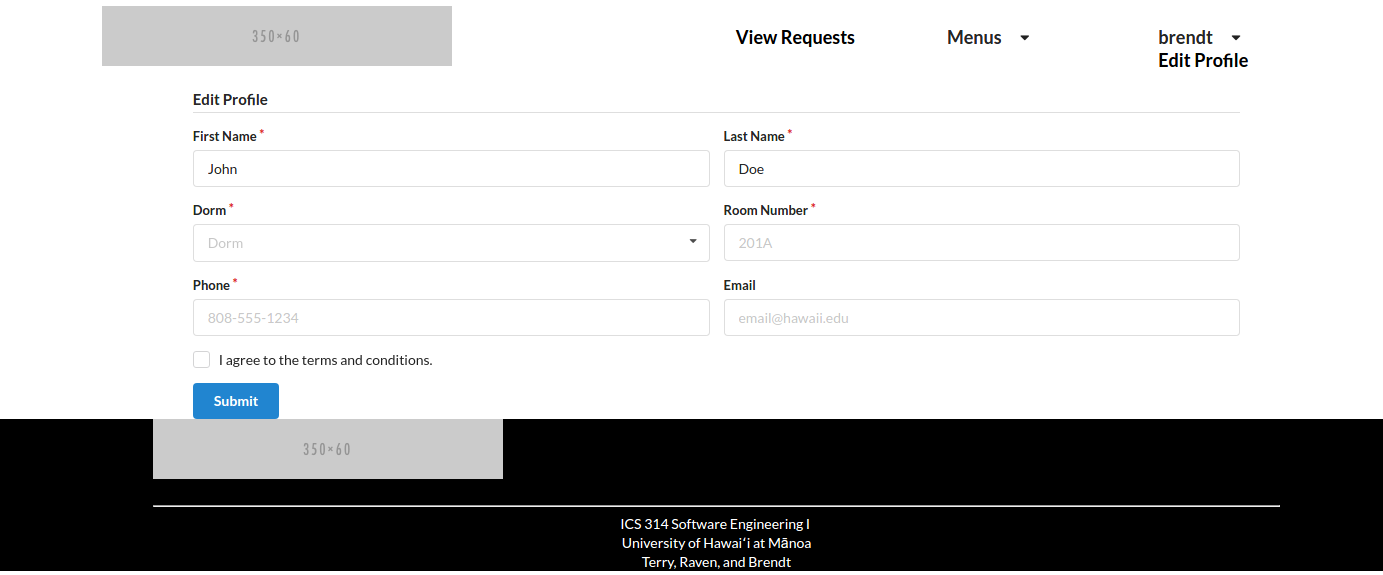 350×60
View Requests
Menus
brendt
Edit Profile
Edit Profile
First Name *
Last Name *
John
Doe
Dorm *
Room Number *
Dorm
201A
Phone *
Email
808-555-1234
email@hawaii.edu
I agree to the terms and conditions.
Submit
350×60
ICS 314 Software Engineering I
University of Hawaiʻi at Mānoa
Terry, Raven, and Brendt